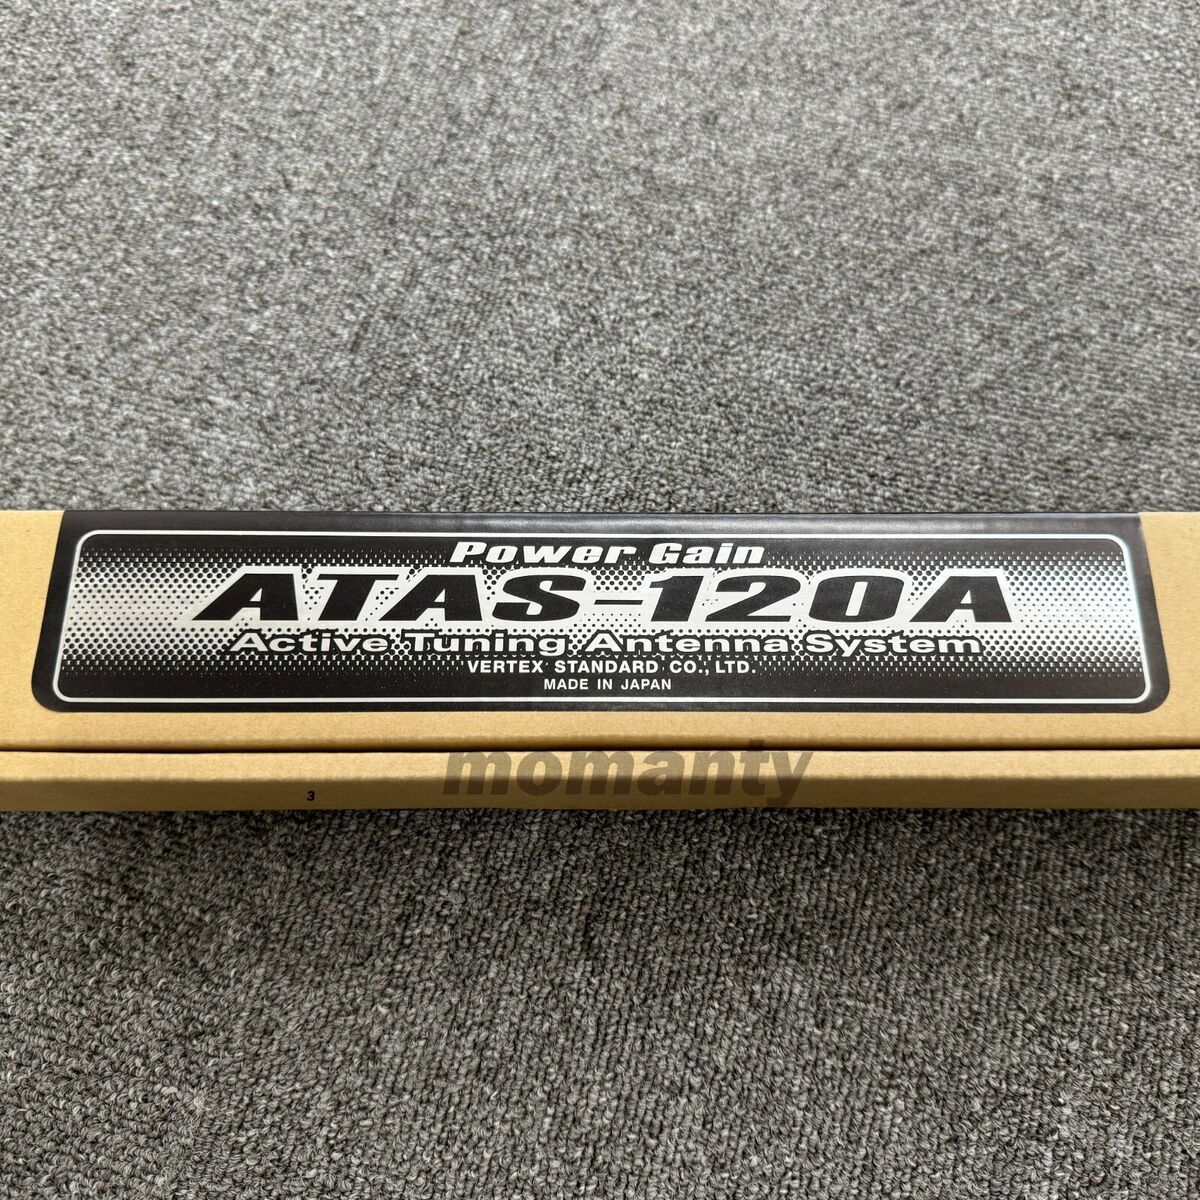 Power Gain
ATAS-120A
Active Tuning Antenna System
VERTEX STANDARD CO., LTD.
MADE IN JAPAN
momanty
3